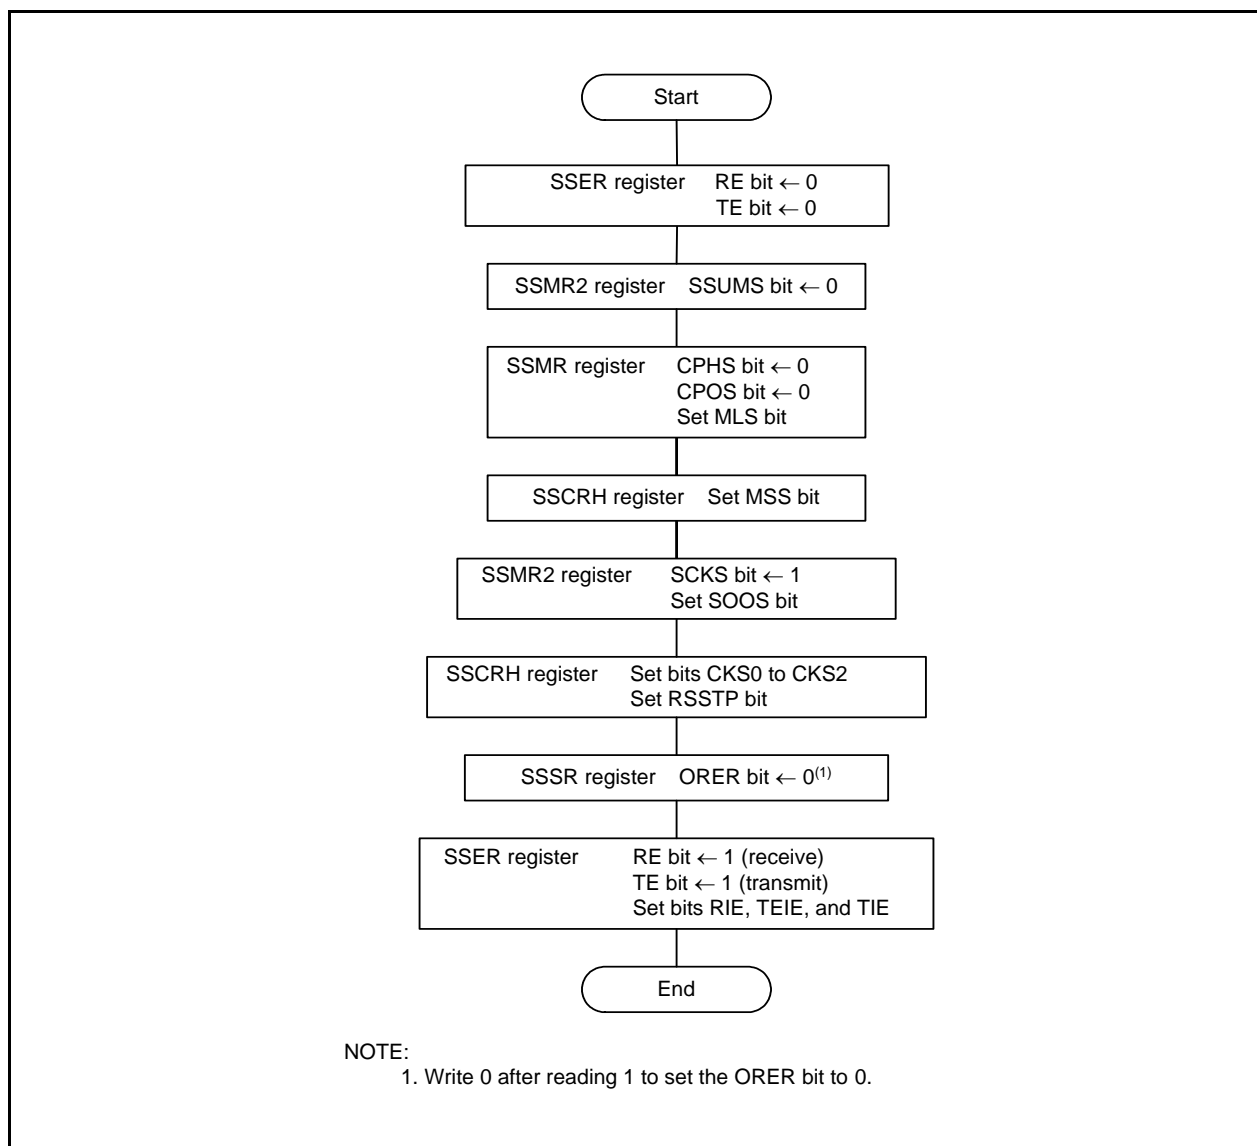 Start
SSER register RE bit ← 0
TE bit ← 0
SSMR2 register SSUMS bit ← 0
SSMR register CPHS bit ← 0
CPOS bit ← 0
Set MLS bit
SSCRH register Set MSS bit
SSMR2 register SCKS bit ← 1
Set SOOS bit
SSCRH register Set bits CKS0 to CKS2
Set RSSTP bit
SSSR register ORER bit ← 0(1)
SSER register RE bit ← 1 (receive)
TE bit ← 1 (transmit)
Set bits RIE, TEIE, and TIE
End
NOTE:
1. Write 0 after reading 1 to set the ORER bit to 0.